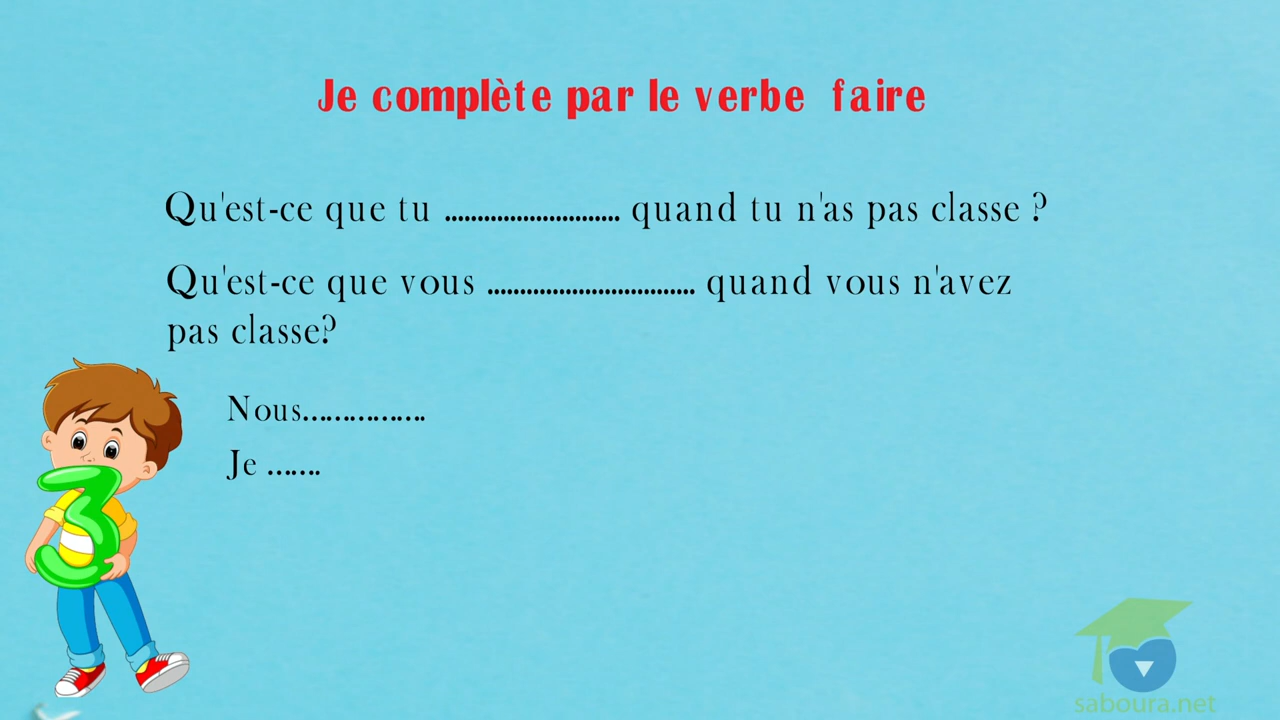 Je complète par le verbe faire
Qu'est-ce que tu ........................... quand tu n'as pas classe ?
Qu'est-ce que vous ................................ quand vous n'avez
pas classe?
Nous...............
Je .......
3
saboura.net